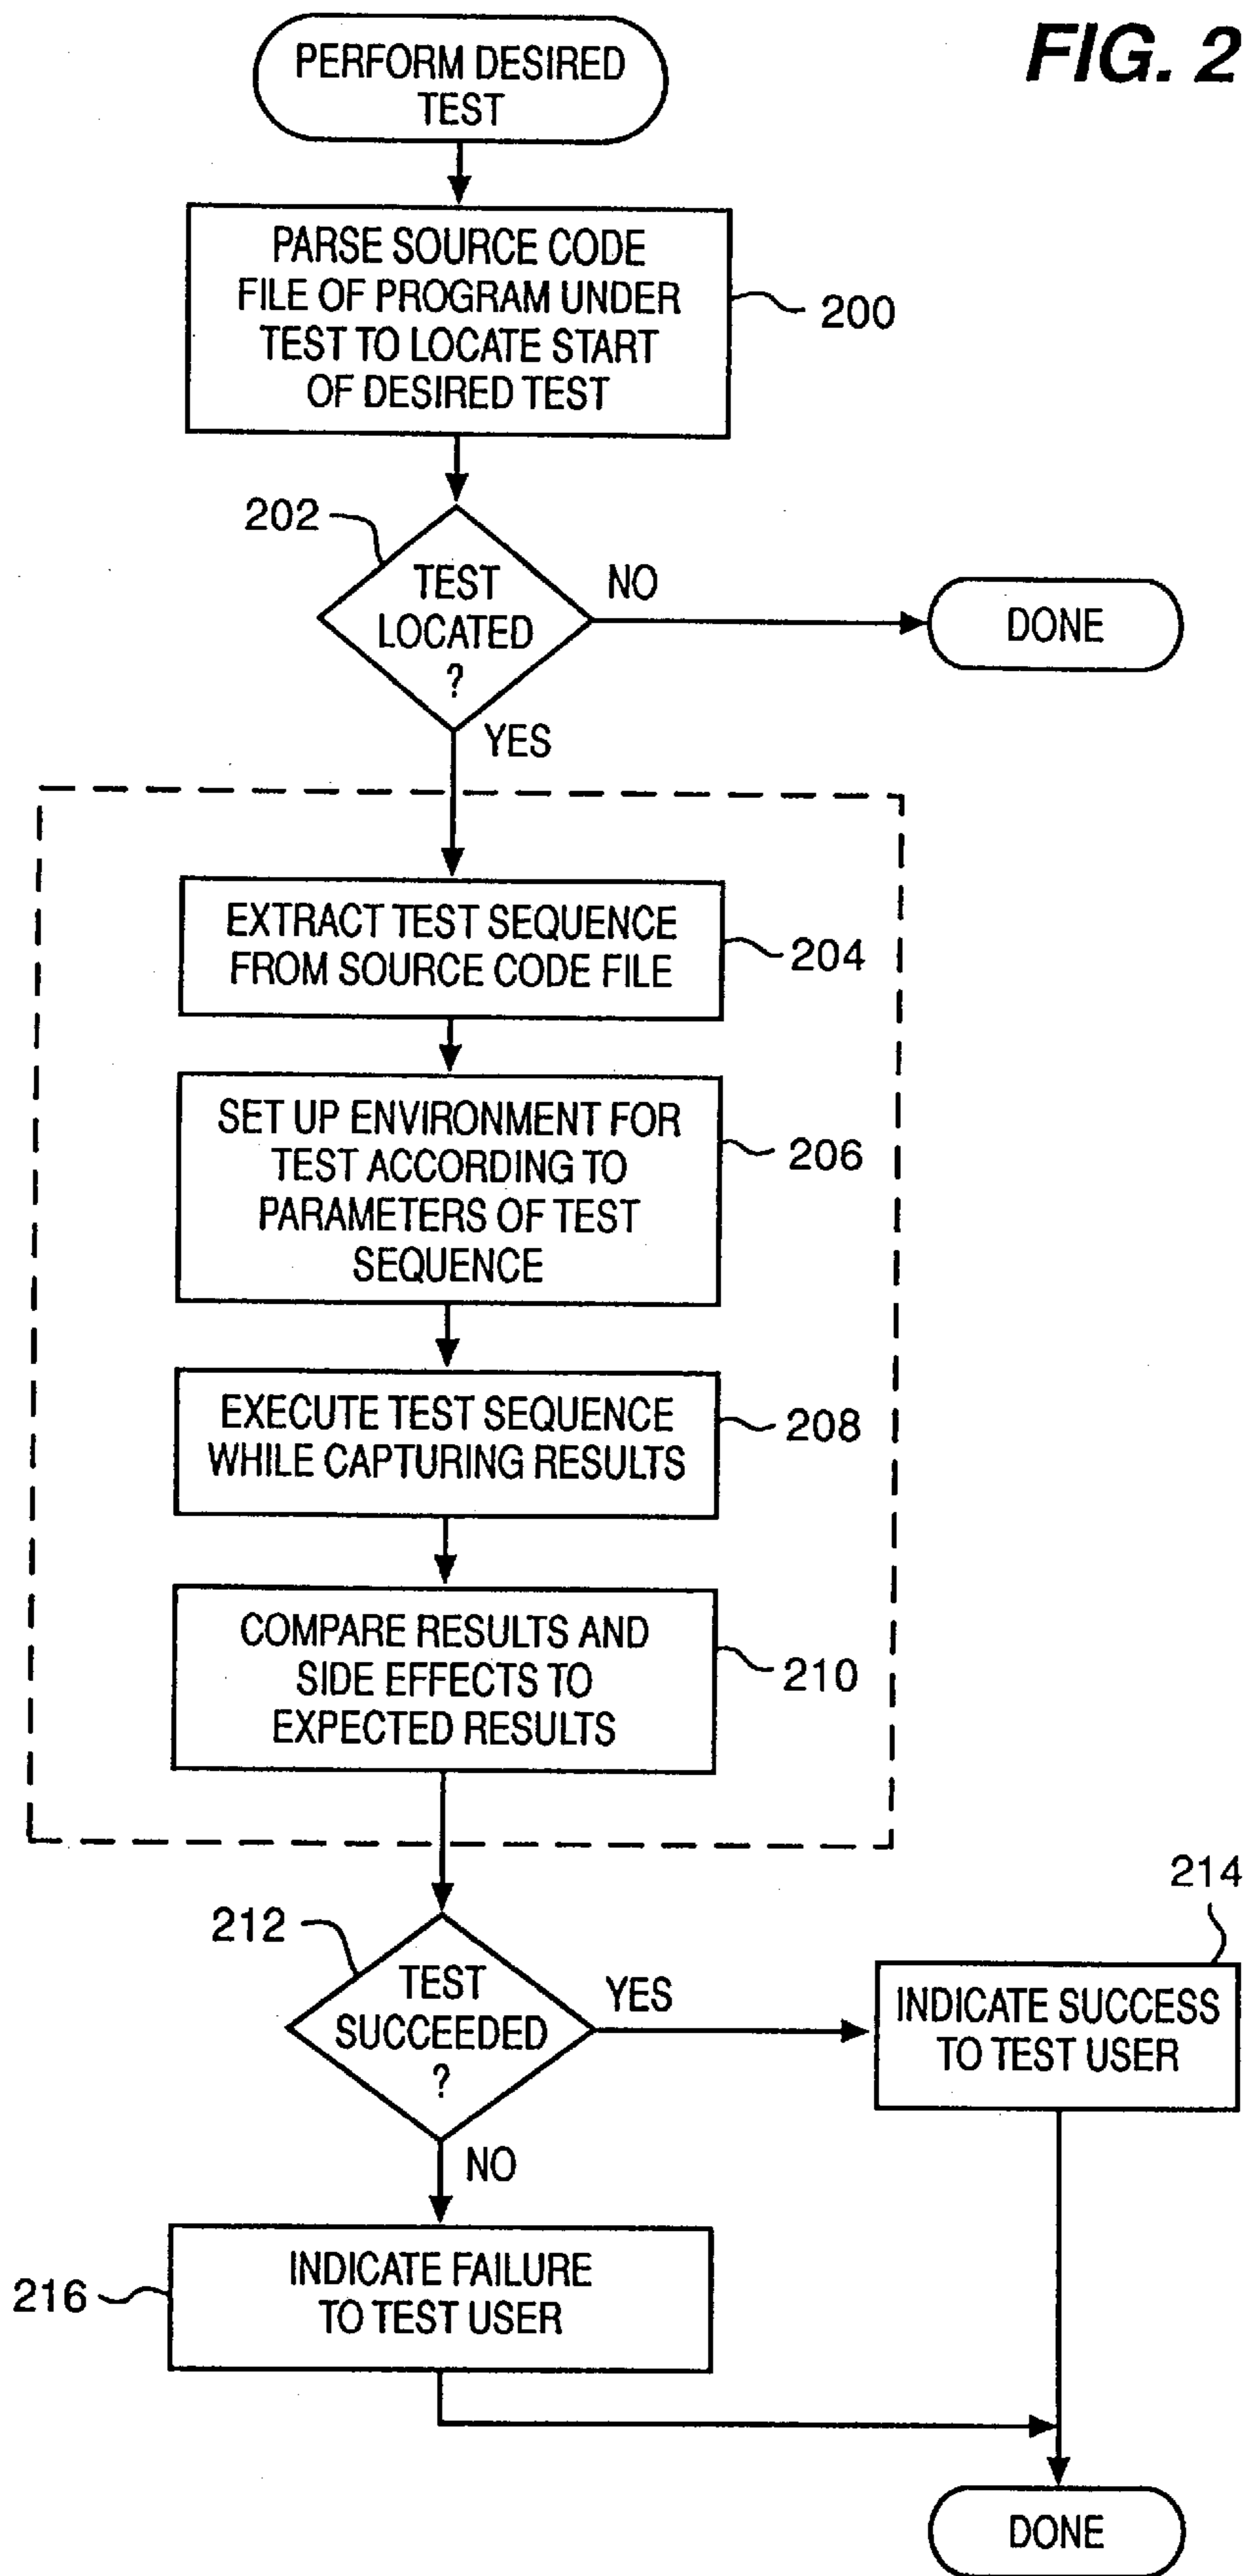 FIG. 2
PERFORM DESIRED
TEST
PARSE SOURCE CODE
FILE OF PROGRAM UNDER
TEST TO LOCATE START
OF DESIRED TEST
200
202
TEST
LOCATED
?
NO
DONE
YES
EXTRACT TEST SEQUENCE
FROM SOURCE CODE FILE
204
SET UP ENVIRONMENT FOR
TEST ACCORDING TO
PARAMETERS OF TEST
SEQUENCE
206
EXECUTE TEST SEQUENCE
WHILE CAPTURING RESULTS
208
COMPARE RESULTS AND
SIDE EFFECTS TO
EXPECTED RESULTS
210
212
TEST
SUCCEEDED
?
YES
214
INDICATE SUCCESS
TO TEST USER
NO
216
INDICATE FAILURE
TO TEST USER
DONE